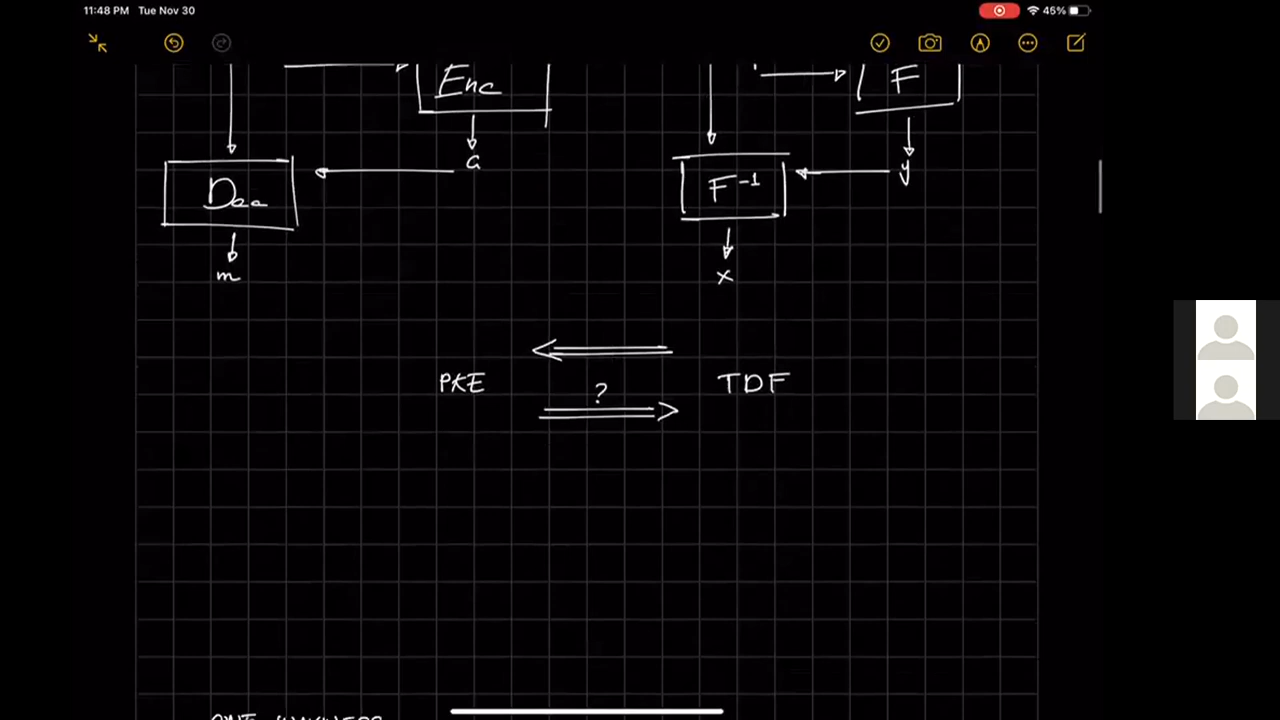 11:48 PM Tue Nov 30 45%
Enc F
a y
Dec F⁻¹
m x
?
PKE TDF